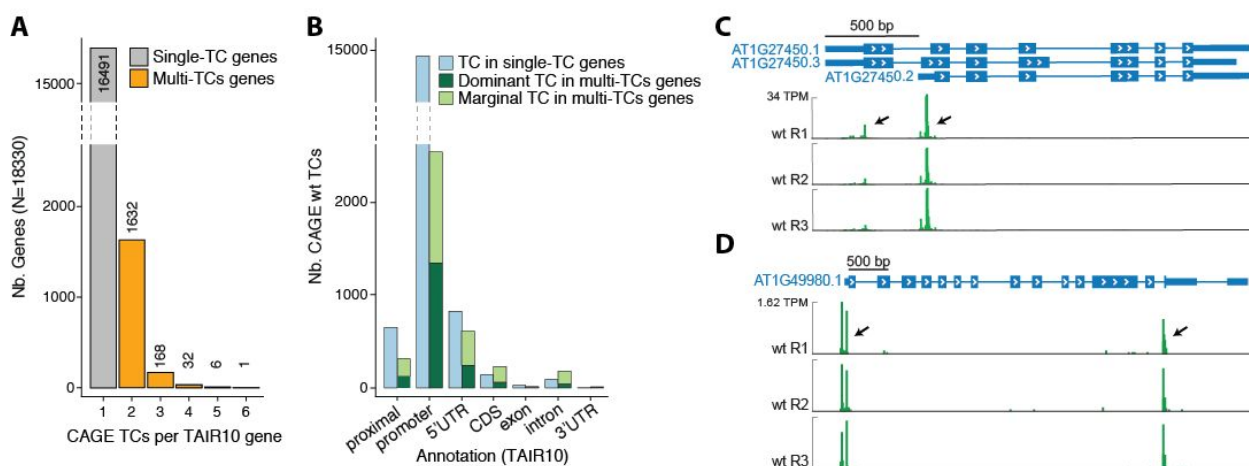 A
15000
2000
1000
0
Nb. Genes (N=18330)
16491
1632
168
32
6
1
Single-TC genes
Multi-TCs genes
1 2 3 4 5 6
CAGE TCs per TAIR10 gene
B
15000
2000
1000
0
Nb. CAGE wt TCs
TC in single-TC genes
Dominant TC in multi-TCs genes
Marginal TC in multi-TCs genes
proximal
promoter
5'UTR
CDS
exon
intron
3'UTR
Annotation (TAIR10)
C
500 bp
AT1G27450.1
AT1G27450.3
AT1G27450.2
34 TPM
wt R1
wt R2
wt R3
D
500 bp
AT1G49980.1
1.62 TPM
wt R1
wt R2
wt R3